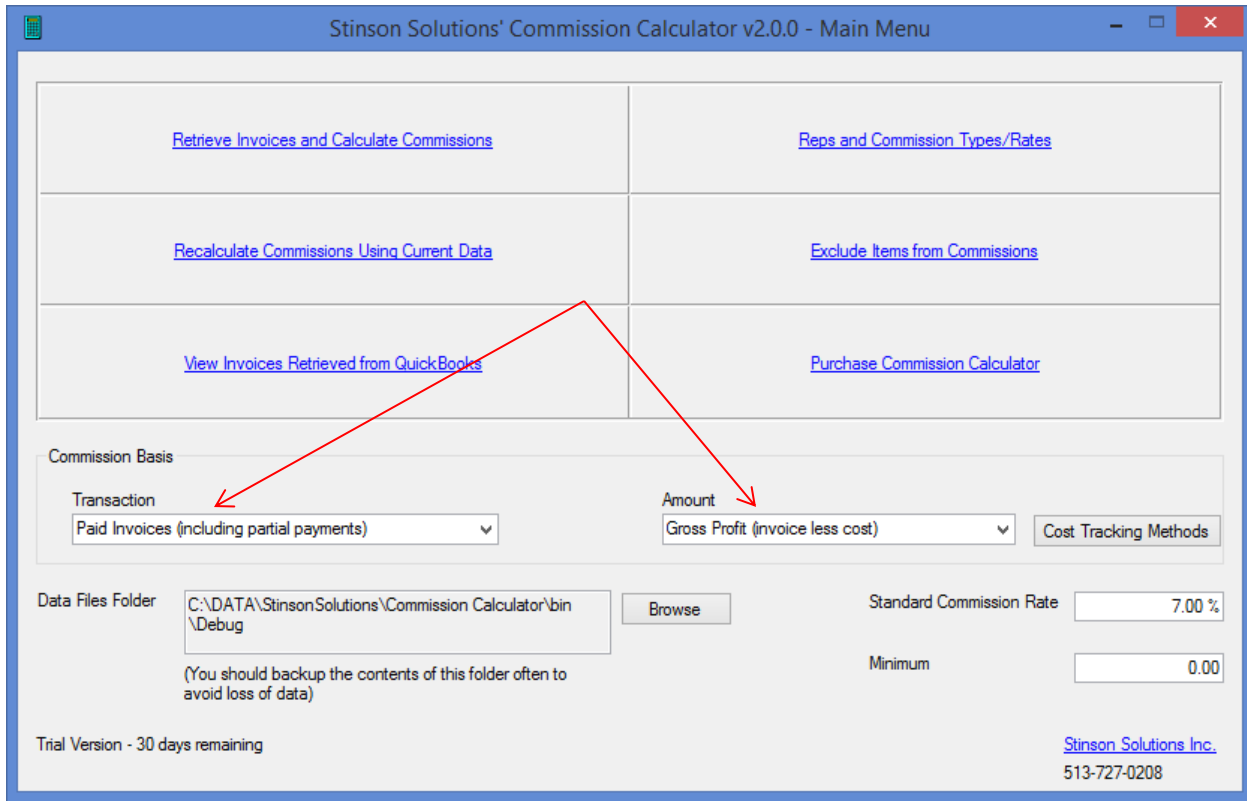 Stinson Solutions' Commission Calculator v2.0.0 - Main Menu
Retrieve Invoices and Calculate Commissions
Reps and Commission Types/Rates
Recalculate Commissions Using Current Data
Exclude Items from Commissions
View Invoices Retrieved from QuickBooks
Purchase Commission Calculator
Commission Basis
Transaction
Amount
Paid Invoices (including partial payments)
Gross Profit (invoice less cost)
Cost Tracking Methods
Data Files Folder
C:\DATA\StinsonSolutions\Commission Calculator\bin
\Debug
Browse
Standard Commission Rate
7.00 %
(You should backup the contents of this folder often to
avoid loss of data)
Minimum
0.00
Trial Version - 30 days remaining
Stinson Solutions Inc.
513-727-0208